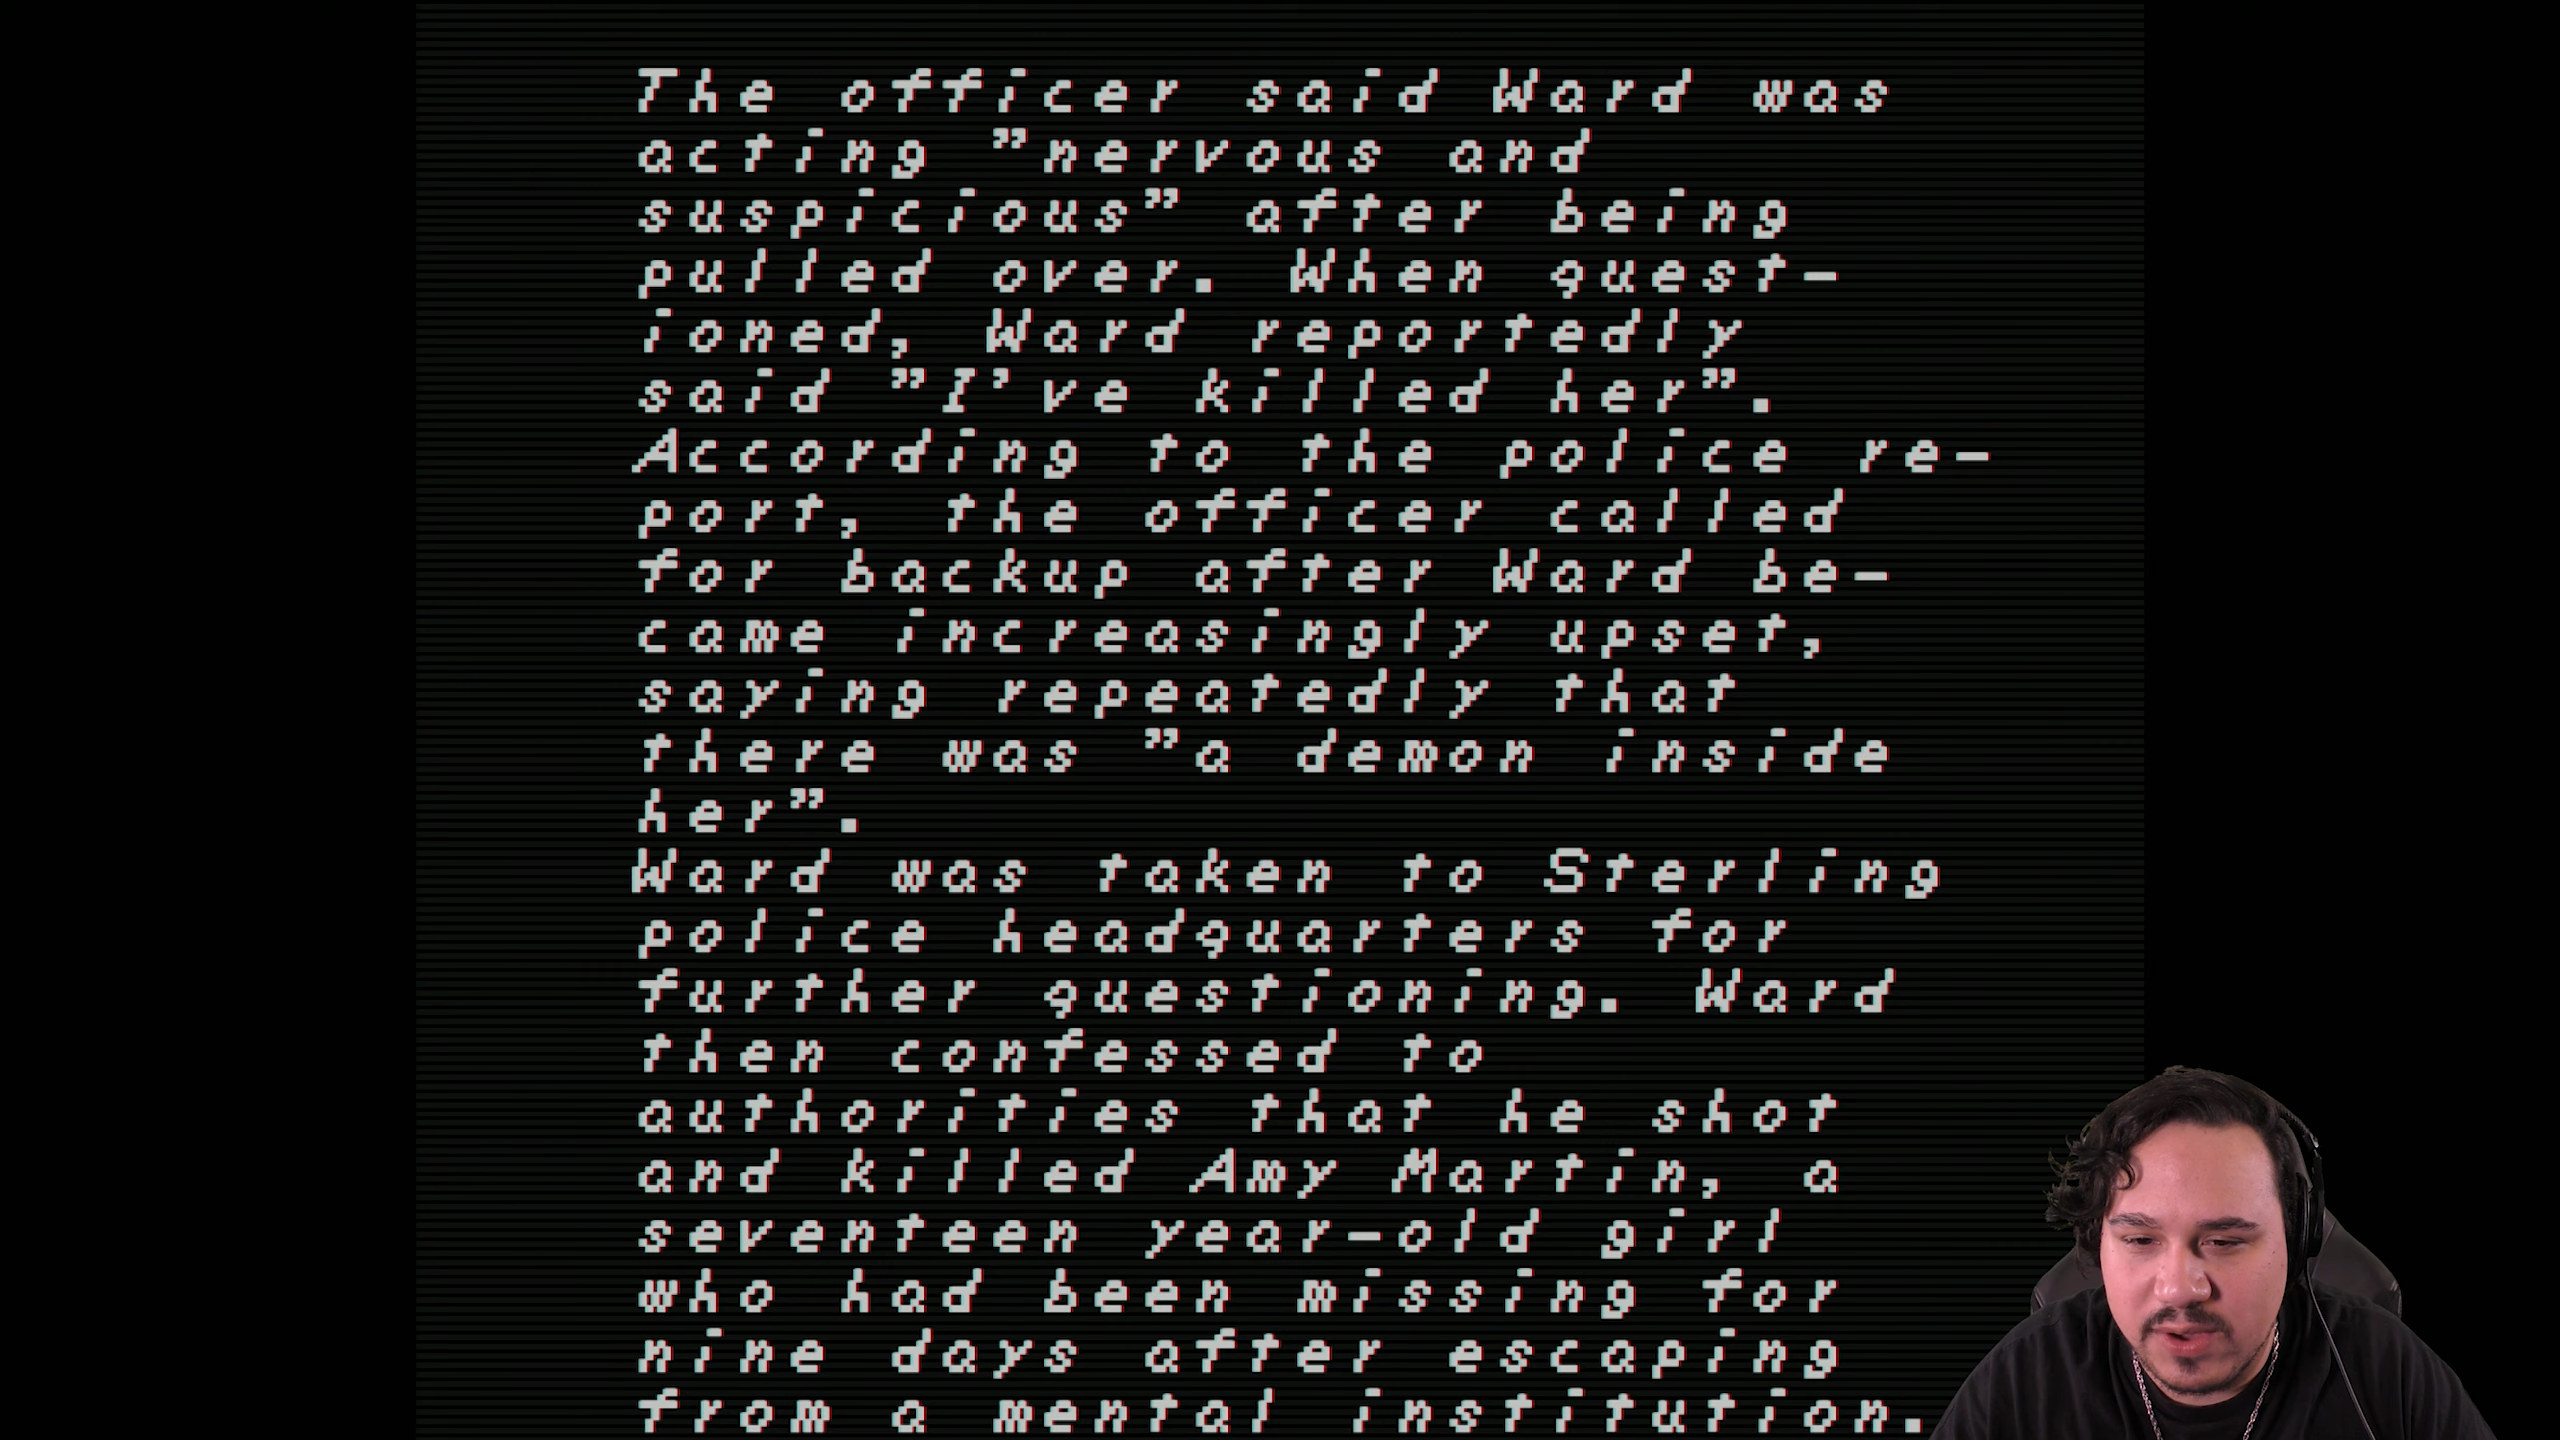 The officer said Ward was
acting "nervous and
suspicious" after being
pulled over. When quest-
ioned, Ward reportedly
said "I've killed her".
According to the police re-
port, the officer called
for backup after Ward be-
came increasingly upset,
saying repeatedly that
there was "a demon inside
her".
Ward was taken to Sterling
police headquarters for
further questioning. Ward
then confessed to
authorities that he shot
and killed Amy Martin, a
seventeen year-old girl
who had been missing for
nine days after escaping
from a mental institution.